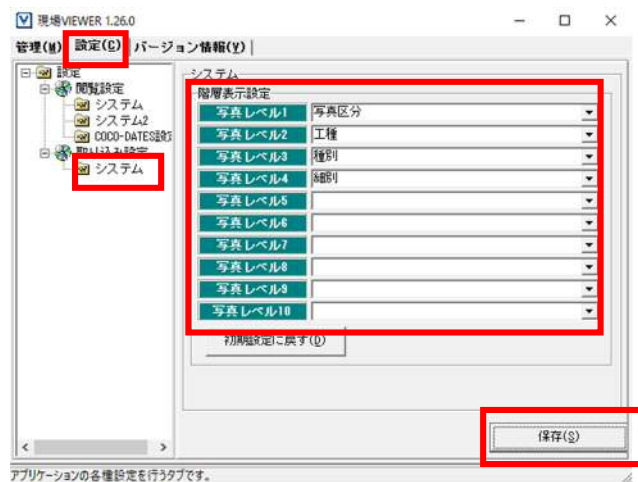 現場VIEWER 1.26.0
管理(M) 設定(C) バージョン情報(V)
設定
閲覧設定
システム
システム2
COCO-DATES設定
取り込み設定
システム
システム
階層表示設定
写真レベル1 写真区分
写真レベル2 工種
写真レベル3 種別
写真レベル4 細別
写真レベル5
写真レベル6
写真レベル7
写真レベル8
写真レベル9
写真レベル10
初期設定に戻す(D)
保存(S)
アプリケーションの各種設定を行うタブです。